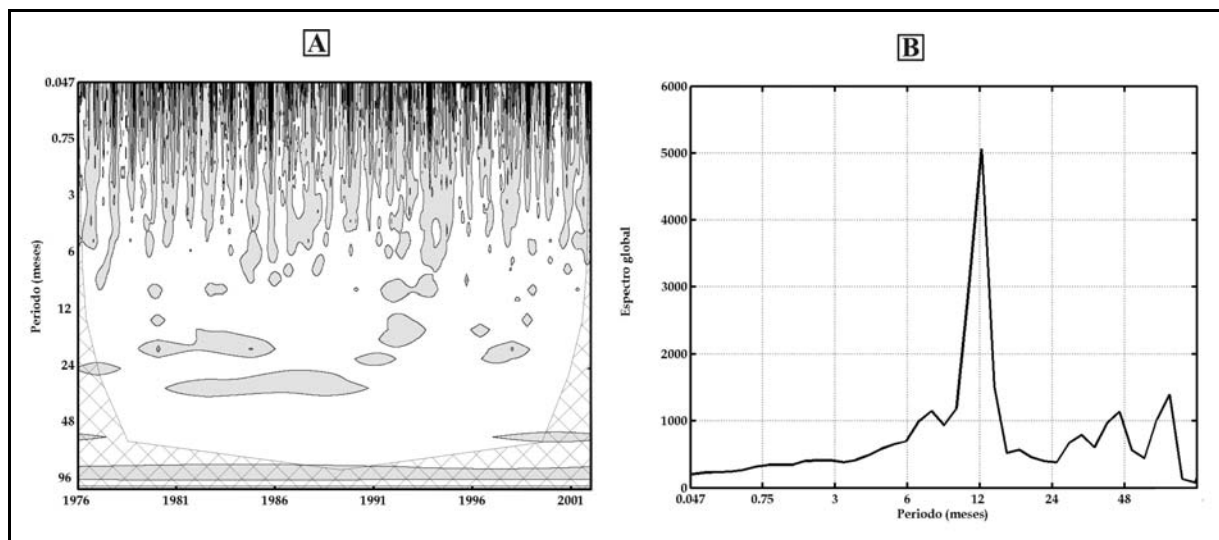 A
0.047
0.75
3
6
12
24
48
96
Periodo (meses)
1976 1981 1986 1991 1996 2001
B
6000
5000
4000
3000
2000
1000
0
Espectro global
0.047 0.75 3 6 12 24 48
Periodo (meses)